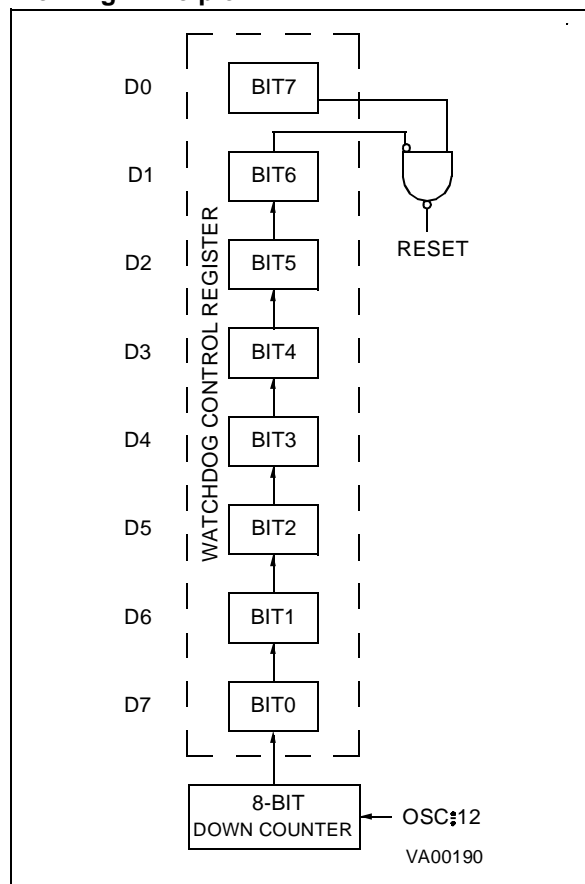 D0 BIT7
D1 BIT6
RESET
D2 BIT5
D3 BIT4
D4 BIT3
D5 BIT2
D6 BIT1
D7 BIT0
WATCHDOG CONTROL REGISTER
8-BIT
DOWN COUNTER
OSC÷12
VA00190